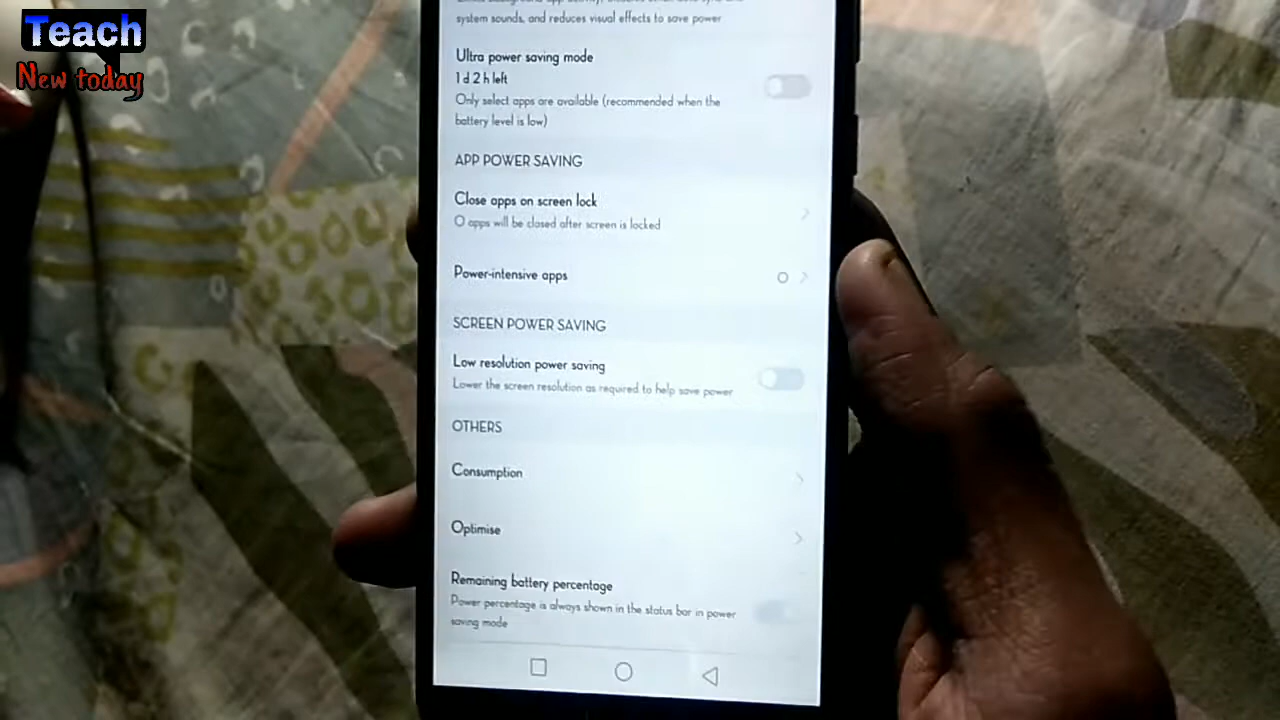 Teach
New today
system sounds, and reduces visual effects to save power
Ultra power saving mode
1 d 2 h left
Only select apps are available (recommended when the
battery level is low)
APP POWER SAVING
Close apps on screen lock
0 apps will be closed after screen is locked
Power-intensive apps
0
SCREEN POWER SAVING
Low resolution power saving
Lower the screen resolution as required to help save power
OTHERS
Consumption
Optimise
Remaining battery percentage
Power percentage is always shown in the status bar in power
saving mode